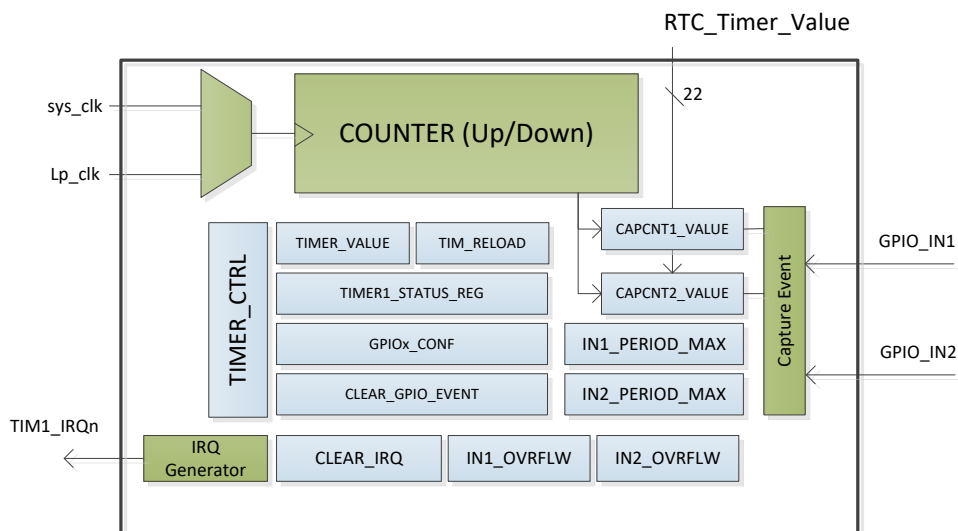 RTC_Timer_Value
22
sys_clk
COUNTER (Up/Down)
Lp_clk
CAPCNT1_VALUE
TIMER_VALUE
TIM_RELOAD
GPIO_IN1
TIMER_CTRL
CAPCNT2_VALUE
TIMER1_STATUS_REG
Capture Event
GPIOx_CONF
IN1_PERIOD_MAX
GPIO_IN2
CLEAR_GPIO_EVENT
IN2_PERIOD_MAX
TIM1_IRQn
IRQ
Generator
CLEAR_IRQ
IN1_OVRFLW
IN2_OVRFLW